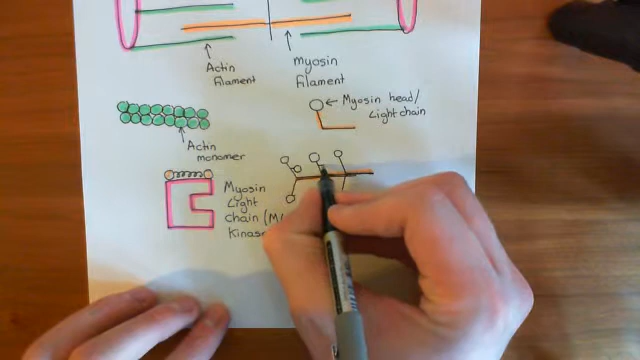 Actin
Filament
Myosin
Filament
Myosin head/
Light chain
Actin
monomer
Myosin
Light
chain
Kinase